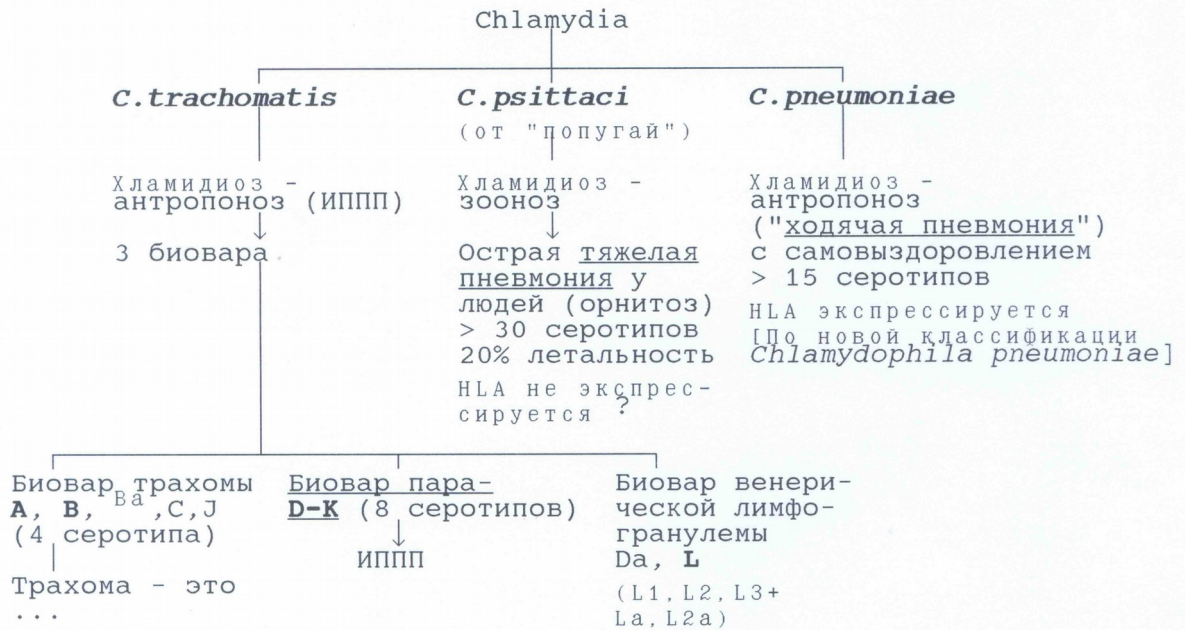 Chlamydia
C.trachomatis
C.psittaci
(от "попугай")
C.pneumoniae
Хламидиоз -
антропоноз (ИППП)
3 биовара
Хламидиоз -
зооноз
Острая тяжелая
пневмония у
людей (орнитоз)
> 30 серотипов
20% летальность
HLA не экспрес-
сируется ?
Хламидиоз -
антропоноз
("ходячая пневмония")
с самовыздоровлением
> 15 серотипов
HLA экспрессируется
[По новой классификации
Chlamydophila pneumoniae]
Биовар трахомы
A, B, Ba,C,J
(4 серотипа)
Трахома - это
...
Биовар пара-
D-K (8 серотипов)
ИППП
Биовар венери-
ческой лимфо-
гранулемы
Da, L
(L1,L2,L3+
La,L2a)